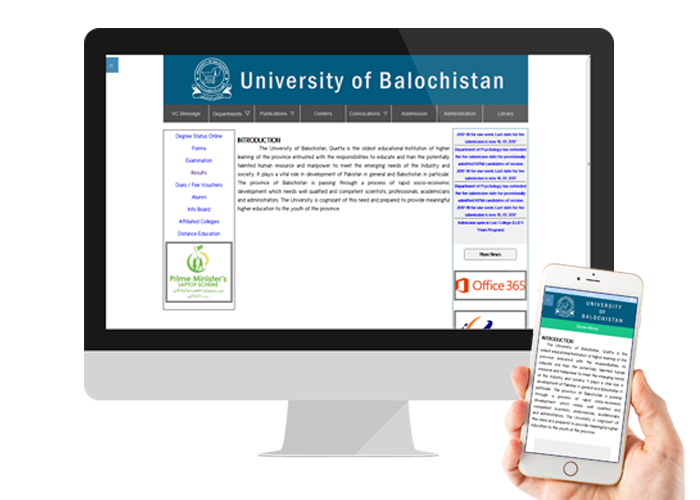 University of Balochistan
VC Message
Departments ▽
Publications ▽
Centers
Convocations ▽
Addmission
Administration
Library
Degree Status Online
Forms
Examination
Results
Dues / Fee Vouchers
Alumni
Info Board
Affiliated Colleges
Distance Education
Prime Minister's
LAPTOP SCHEME
INTRODUCTION
The University of Balochistan, Quetta is the oldest educational institution of higher
learning of the province entrusted with the responsibilities to educate and train the potentially
talented human resource and manpower to meet the emerging needs of the industry and
society. It plays a vital role in development of Pakistan in general and Balochistan in particular.
The province of Balochistan is passing through a process of rapid socio-economic
development which needs well qualified and competent scientists, professionals, academicians
and administrators. The University is cognizant of this need and prepared to provide meaningful
higher education to the youth of the province.
2017-18 for one week. Last date for fee
submission is now 16. 01. 2017
Department of Psychology has extended
the fee submission date for provisionally
admitted M.Phil candidates of session
2017-18 for one week. Last date for fee
submission is now 16. 01. 2017
Department of Psychology has extended
the fee submission date for provisionally
admitted M.Phil candidates of session
2017-18 for one week. Last date for fee
submission is now 16. 01. 2017
Admission open in Law College (LLB 5
Years Program)
More News
Office 365
UNIVERSITY
OF
BALOCHISTAN
Show Menu
INTRODUCTION
The University of Balochistan, Quetta is the
oldest educational institution of higher learning of the
province entrusted with the responsibilities to
educate and train the potentially talented human
resource and manpower to meet the emerging needs
of the industry and society. It plays a vital role in
development of Pakistan in general and Balochistan in
particular. The province of Balochistan is passing
through a process of rapid socio-economic
development which needs well qualified and
competent scientists, professionals, academicians
and administrators. The University is cognizant of
this need and prepared to provide meaningful higher
education to the youth of the province.